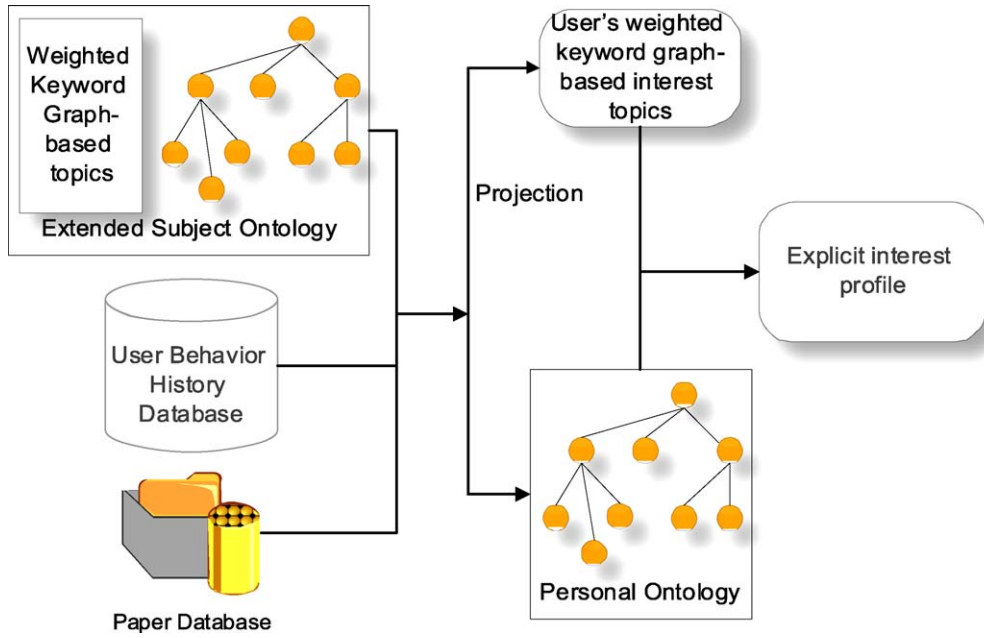 Weighted
Keyword
Graph-
based
topics
Extended Subject Ontology
User Behavior
History
Database
Paper Database
Projection
User's weighted
keyword graph-
based interest
topics
Explicit interest
profile
Personal Ontology